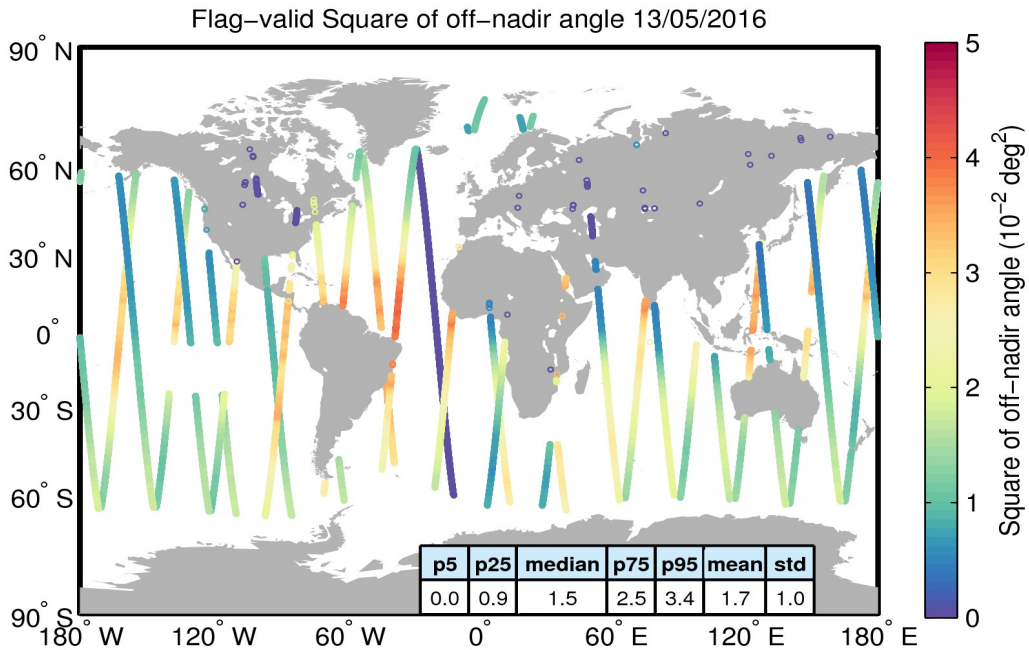 Flag−valid Square of off−nadir angle 13/05/2016
90° N
60° N
30° N
0°
30° S
60° S
90° S
180° W
120° W
60° W
0°
60° E
120° E
180° E
p5 p25 median p75 p95 mean std
0.0 0.9 1.5 2.5 3.4 1.7 1.0
5
4
3
2
1
0
Square of off−nadir angle (10⁻² deg²)